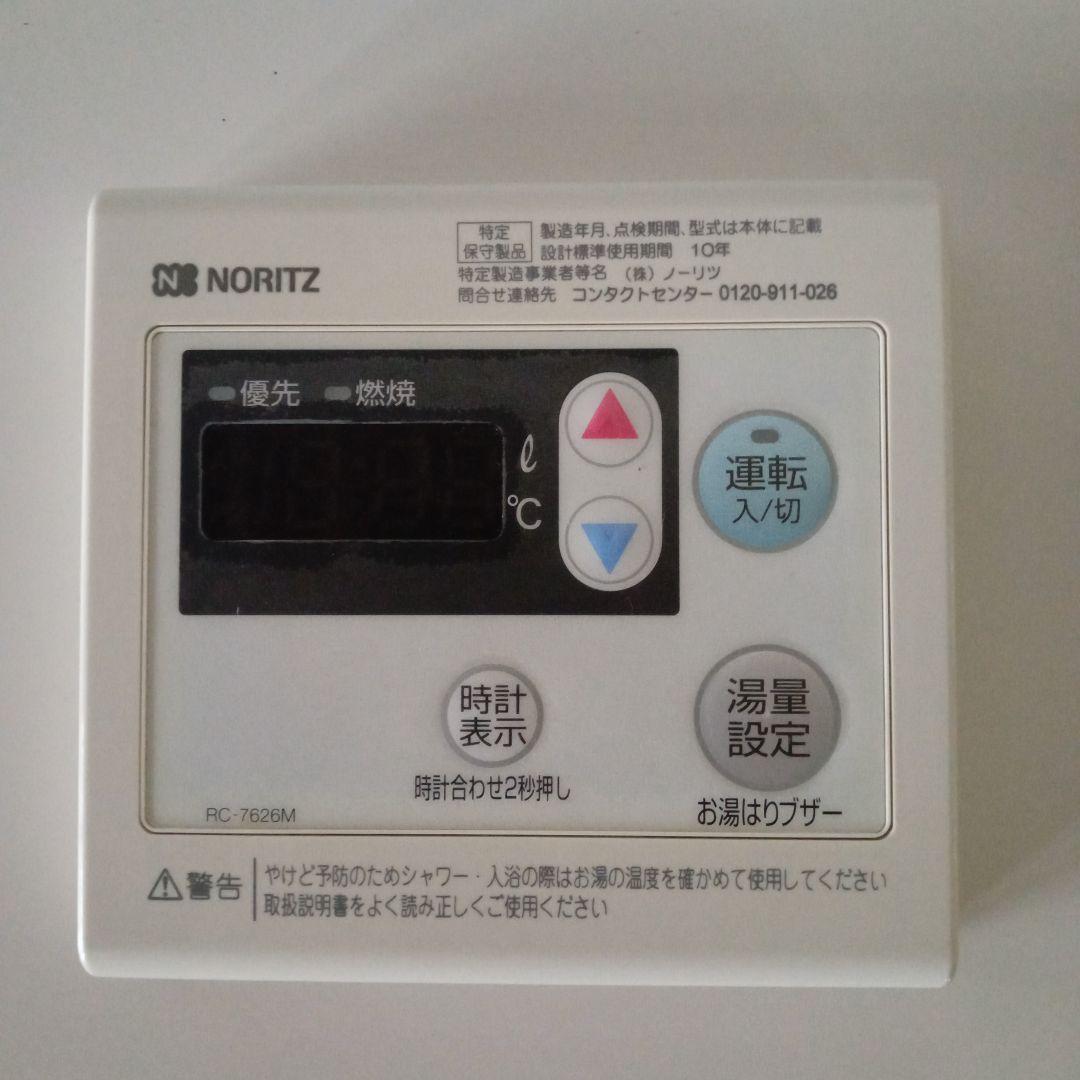 特定
保守製品
製造年月、点検期間、型式は本体に記載
設計標準使用期間 10年
特定製造事業者等名 (株) ノーリツ
問合せ連絡先 コンタクトセンター 0120-911-026
NORITZ
優先 燃焼
ℓ
℃
運転
入/切
時計
表示
時計合わせ2秒押し
湯量
設定
お湯はりブザー
RC-7626M
警告
やけど予防のためシャワー・入浴の際はお湯の温度を確かめて使用してください
取扱説明書をよく読み正しくご使用ください